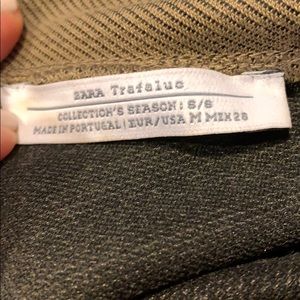 ZARA Trafaluc
COLLECTION'S SEASON: S/S
MADE IN PORTUGAL | EUR/USA M MEX 28